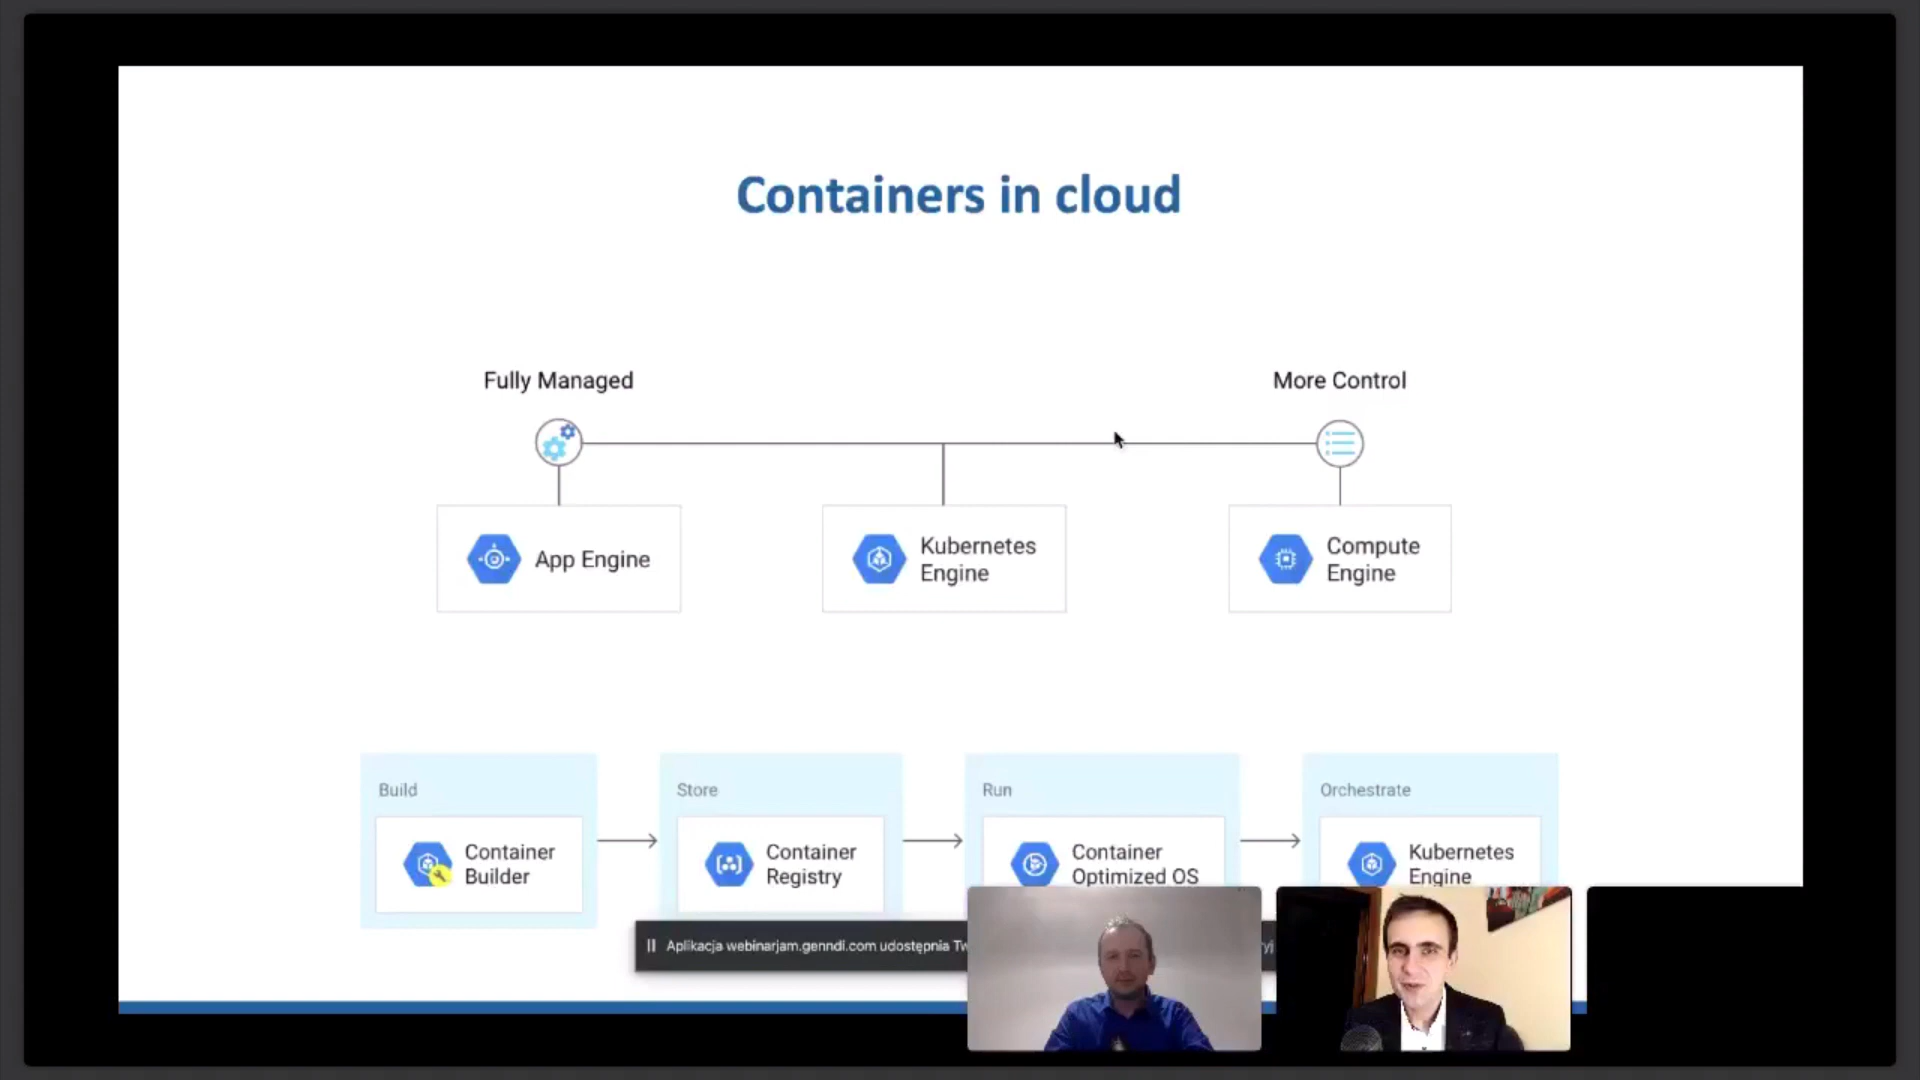 Containers in cloud
Fully Managed
More Control
App Engine
Kubernetes
Engine
Compute
Engine
Build
Store
Run
Orchestrate
Container
Builder
Container
Registry
Container
Optimized OS
Kubernetes
Engine
Aplikacja webinarjam.genndi.com udostępnia